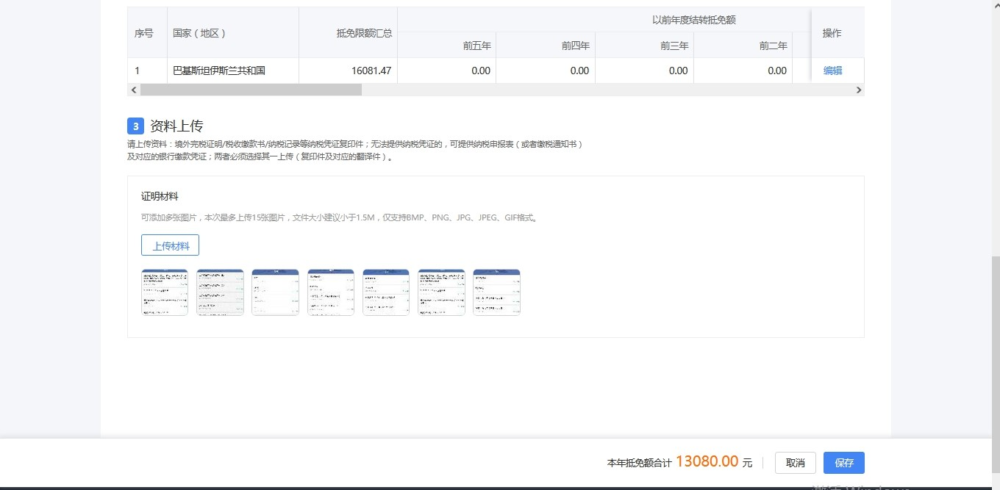 序号 国家（地区） 抵免限额汇总 以前年度结转抵免额 操作
前五年 前四年 前三年 前二年
1 巴基斯坦伊斯兰共和国 16081.47 0.00 0.00 0.00 0.00 编辑
3 资料上传
请上传资料：境外完税证明/税收缴款书/纳税记录等纳税凭证复印件；无法提供纳税凭证的，可提供纳税申报表（或者缴税通知书）
及对应的银行缴款凭证；两者必须选择其一上传（复印件及对应的翻译件）。
证明材料
可添加多张图片，本次最多上传15张图片，文件大小建议小于1.5M，仅支持BMP、PNG、JPG、JPEG、GIF格式。
上传材料
本年抵免额合计 13080.00 元 取消 保存
激活 Windows